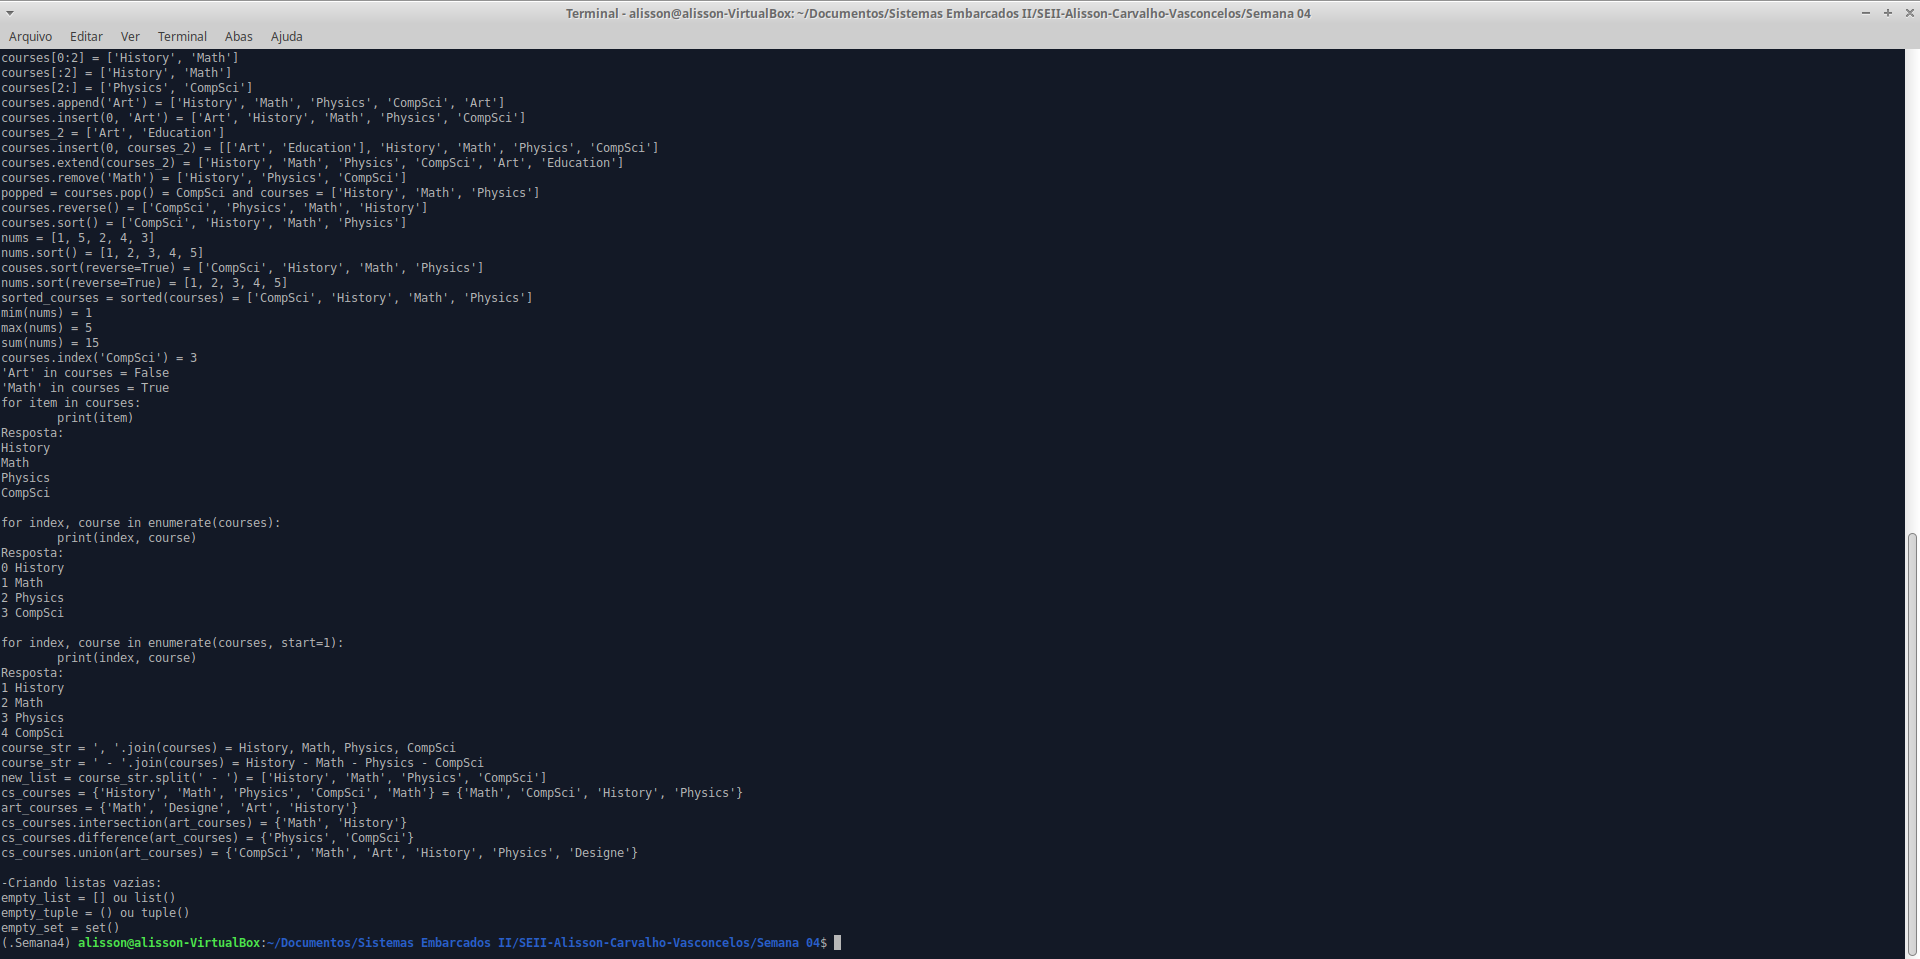 Terminal - alisson@alisson-VirtualBox: ~/Documentos/Sistemas Embarcados II/SEII-Alisson-Carvalho-Vasconcelos/Semana 04
Arquivo Editar Ver Terminal Abas Ajuda
courses[0:2] = ['History', 'Math']
courses[:2] = ['History', 'Math']
courses[2:] = ['Physics', 'CompSci']
courses.append('Art') = ['History', 'Math', 'Physics', 'CompSci', 'Art']
courses.insert(0, 'Art') = ['Art', 'History', 'Math', 'Physics', 'CompSci']
courses_2 = ['Art', 'Education']
courses.insert(0, courses_2) = [['Art', 'Education'], 'History', 'Math', 'Physics', 'CompSci']
courses.extend(courses_2) = ['History', 'Math', 'Physics', 'CompSci', 'Art', 'Education']
courses.remove('Math') = ['History', 'Physics', 'CompSci']
popped = courses.pop() = CompSci and courses = ['History', 'Math', 'Physics']
courses.reverse() = ['CompSci', 'Physics', 'Math', 'History']
courses.sort() = ['CompSci', 'History', 'Math', 'Physics']
nums = [1, 5, 2, 4, 3]
nums.sort() = [1, 2, 3, 4, 5]
couses.sort(reverse=True) = ['CompSci', 'History', 'Math', 'Physics']
nums.sort(reverse=True) = [1, 2, 3, 4, 5]
sorted_courses = sorted(courses) = ['CompSci', 'History', 'Math', 'Physics']
mim(nums) = 1
max(nums) = 5
sum(nums) = 15
courses.index('CompSci') = 3
'Art' in courses = False
'Math' in courses = True
for item in courses:
        print(item)
Resposta:
History
Math
Physics
CompSci

for index, course in enumerate(courses):
        print(index, course)
Resposta:
0 History
1 Math
2 Physics
3 CompSci

for index, course in enumerate(courses, start=1):
        print(index, course)
Resposta:
1 History
2 Math
3 Physics
4 CompSci
course_str = ', '.join(courses) = History, Math, Physics, CompSci
course_str = ' - '.join(courses) = History - Math - Physics - CompSci
new_list = course_str.split(' - ') = ['History', 'Math', 'Physics', 'CompSci']
cs_courses = {'History', 'Math', 'Physics', 'CompSci', 'Math'} = {'Math', 'CompSci', 'History', 'Physics'}
art_courses = {'Math', 'Designe', 'Art', 'History'}
cs_courses.intersection(art_courses) = {'Math', 'History'}
cs_courses.difference(art_courses) = {'Physics', 'CompSci'}
cs_courses.union(art_courses) = {'CompSci', 'Math', 'Art', 'History', 'Physics', 'Designe'}

-Criando listas vazias:
empty_list = [] ou list()
empty_tuple = () ou tuple()
empty_set = set()
(.Semana4) alisson@alisson-VirtualBox:~/Documentos/Sistemas Embarcados II/SEII-Alisson-Carvalho-Vasconcelos/Semana 04$